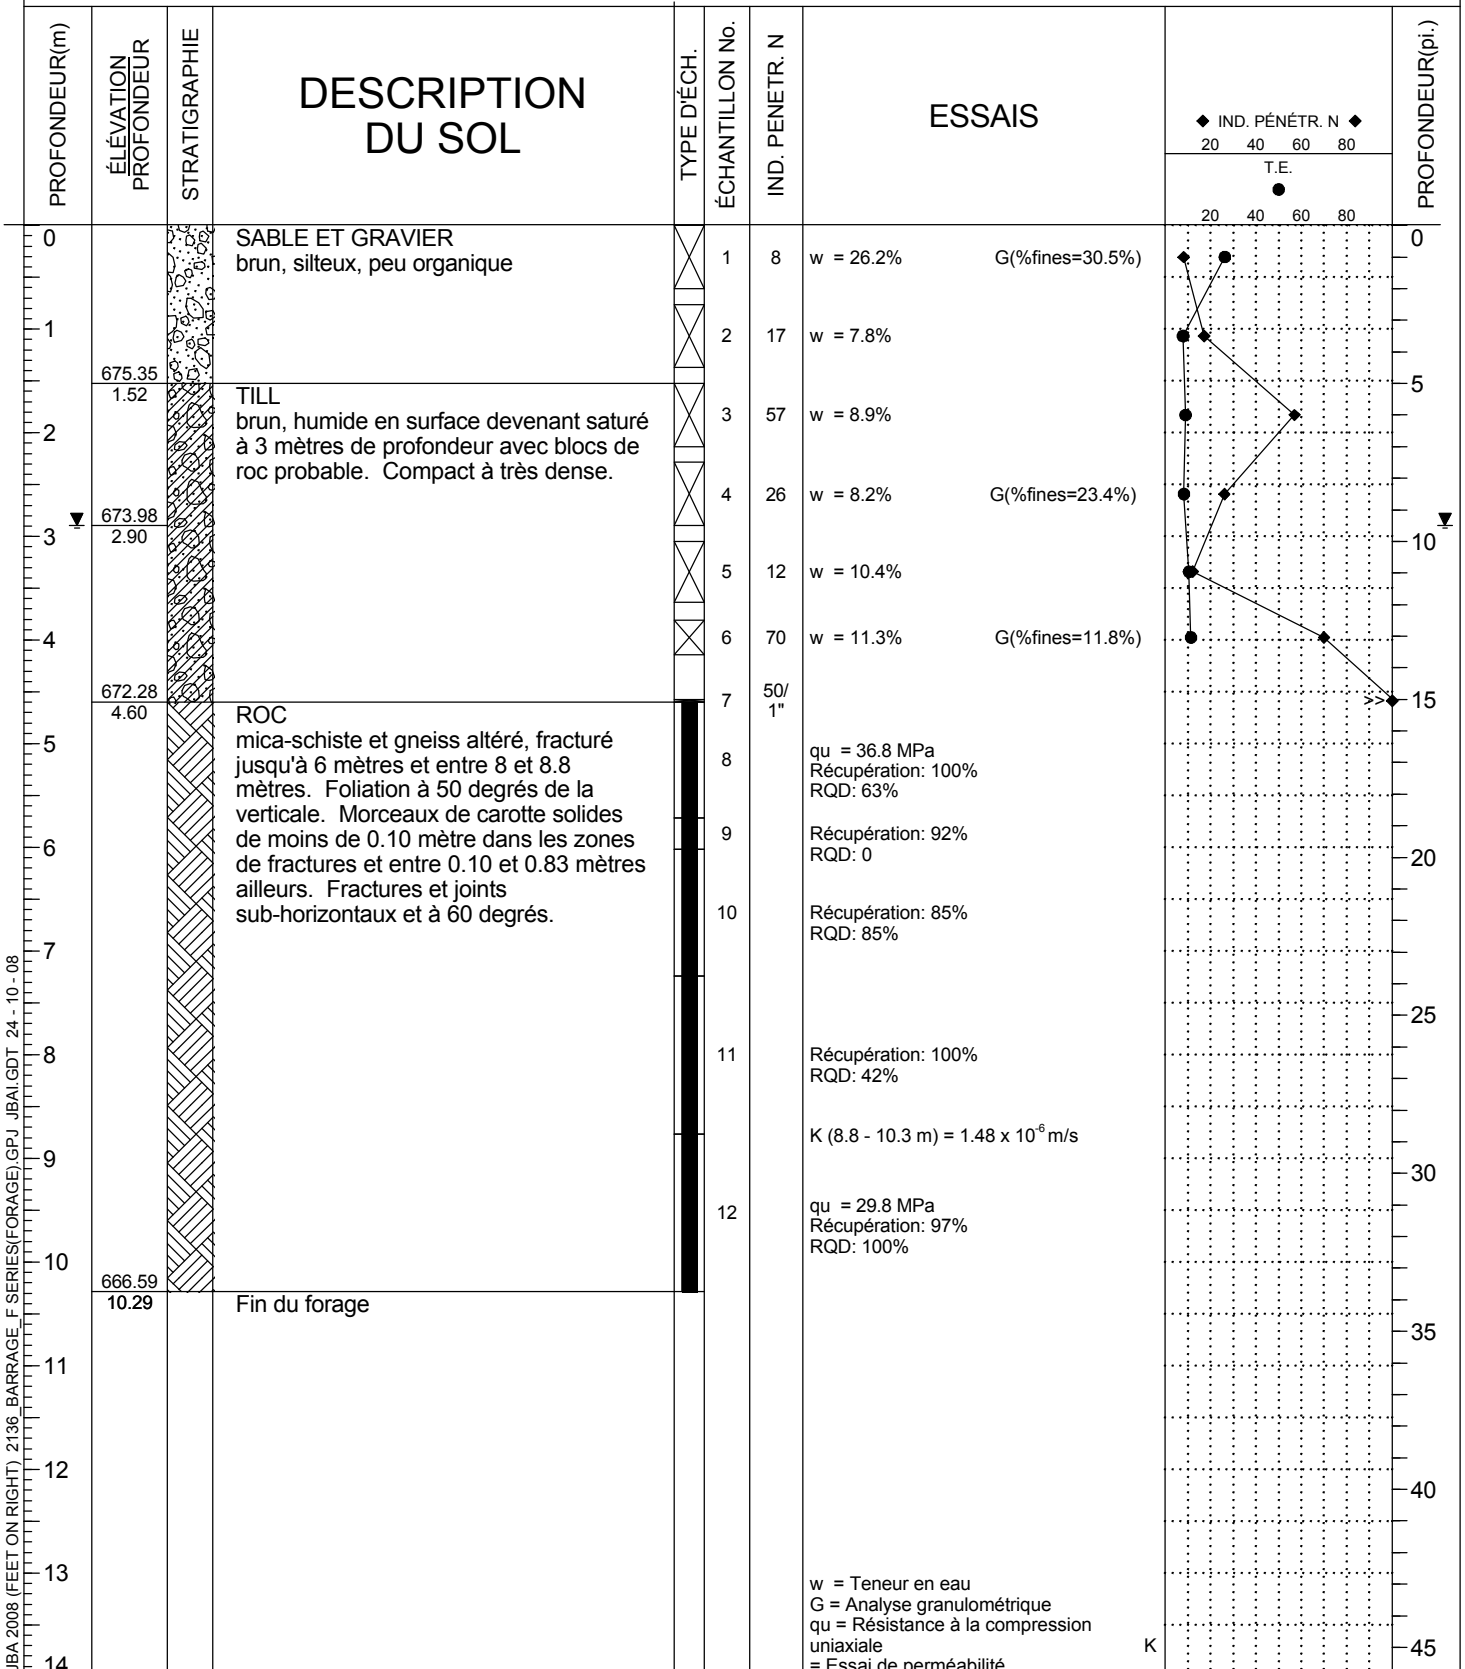 PROFONDEUR(m)
ÉLÉVATION
PROFONDEUR
STRATIGRAPHIE
DESCRIPTION
DU SOL
TYPE D'ÉCH.
ÉCHANTILLON No.
IND. PENETR. N
ESSAIS
IND. PÉNÉTR. N
20 40 60 80
T.E.
20 40 60 80
PROFONDEUR(pi.)
0
SABLE ET GRAVIER
brun, silteux, peu organique
1 8 w = 26.2% G(%fines=30.5%)
0
1
2 17 w = 7.8%
675.35
1.52
TILL
brun, humide en surface devenant saturé
à 3 mètres de profondeur avec blocs de
roc probable. Compact à très dense.
5
2
3 57 w = 8.9%
4 26 w = 8.2% G(%fines=23.4%)
673.98
2.90
3
10
5 12 w = 10.4%
4
6 70 w = 11.3% G(%fines=11.8%)
672.28
4.60
7 50/
1"
>>
15
ROC
mica-schiste et gneiss altéré, fracturé
jusqu'à 6 mètres et entre 8 et 8.8
mètres. Foliation à 50 degrés de la
verticale. Morceaux de carotte solides
de moins de 0.10 mètre dans les zones
de fractures et entre 0.10 et 0.83 mètres
ailleurs. Fractures et joints
sub-horizontaux et à 60 degrés.
5
8
qu = 36.8 MPa
Récupération: 100%
RQD: 63%
6
9
Récupération: 92%
RQD: 0
20
10
Récupération: 85%
RQD: 85%
7
25
8
11
Récupération: 100%
RQD: 42%
K (8.8 - 10.3 m) = 1.48 x 10-6 m/s
9
30
12
qu = 29.8 MPa
Récupération: 97%
RQD: 100%
10
666.59
10.29
Fin du forage
35
11
12
40
13
w = Teneur en eau
G = Analyse granulométrique
qu = Résistance à la compression
uniaxiale K
= Essai de perméabilité
14
45
JBA 2008 (FEET ON RIGHT) 2136_BARRAGE_F SERIES(FORAGE).GPJ JBAI.GDT 24 - 10 - 08